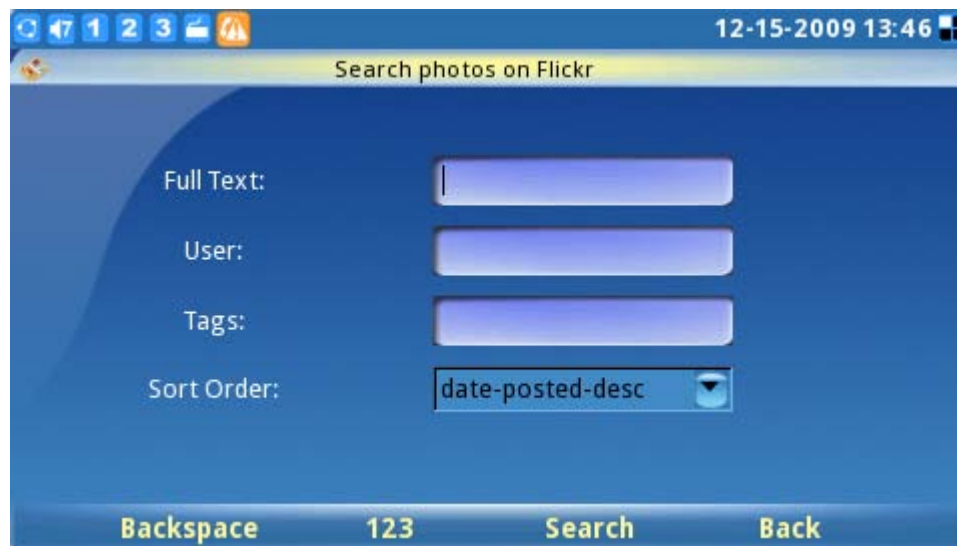 7 1 2 3 12-15-2009 13:46
Search photos on Flickr
Full Text:
User:
Tags:
Sort Order: date-posted-desc
Backspace 123 Search Back